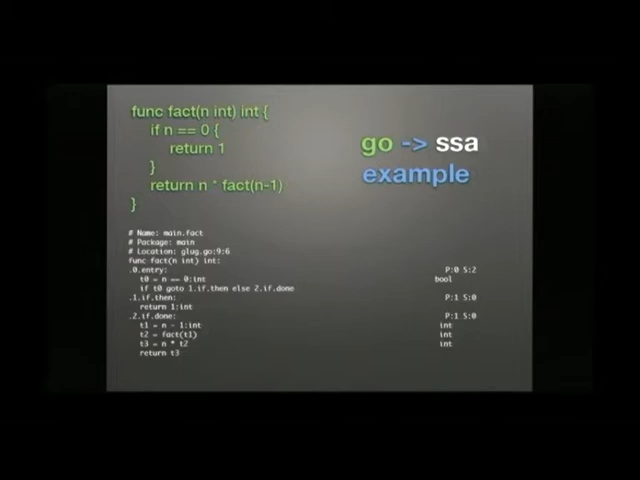 func fact(n int) int {
if n == 0 {
return 1
}
return n * fact(n-1)
}
go -> ssa
example
# Name: main.fact
# Package: main
# Location: glug.go:9:6
func fact(n int) int:
.0.entry: P:0 S:2
t0 = n == 0:int bool
if t0 goto 1.if.then else 2.if.done
.1.if.then: P:1 S:0
return 1:int
.2.if.done: P:1 S:0
t1 = n - 1:int int
t2 = fact(t1) int
t3 = n * t2 int
return t3